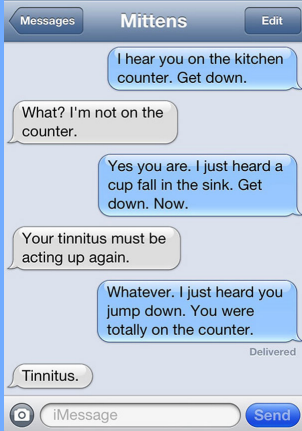 Messages Mittens Edit
I hear you on the kitchen
counter. Get down.
What? I'm not on the
counter.
Yes you are. I just heard a
cup fall in the sink. Get
down. Now.
Your tinnitus must be
acting up again.
Whatever. I just heard you
jump down. You were
totally on the counter.
Delivered
Tinnitus.
iMessage Send